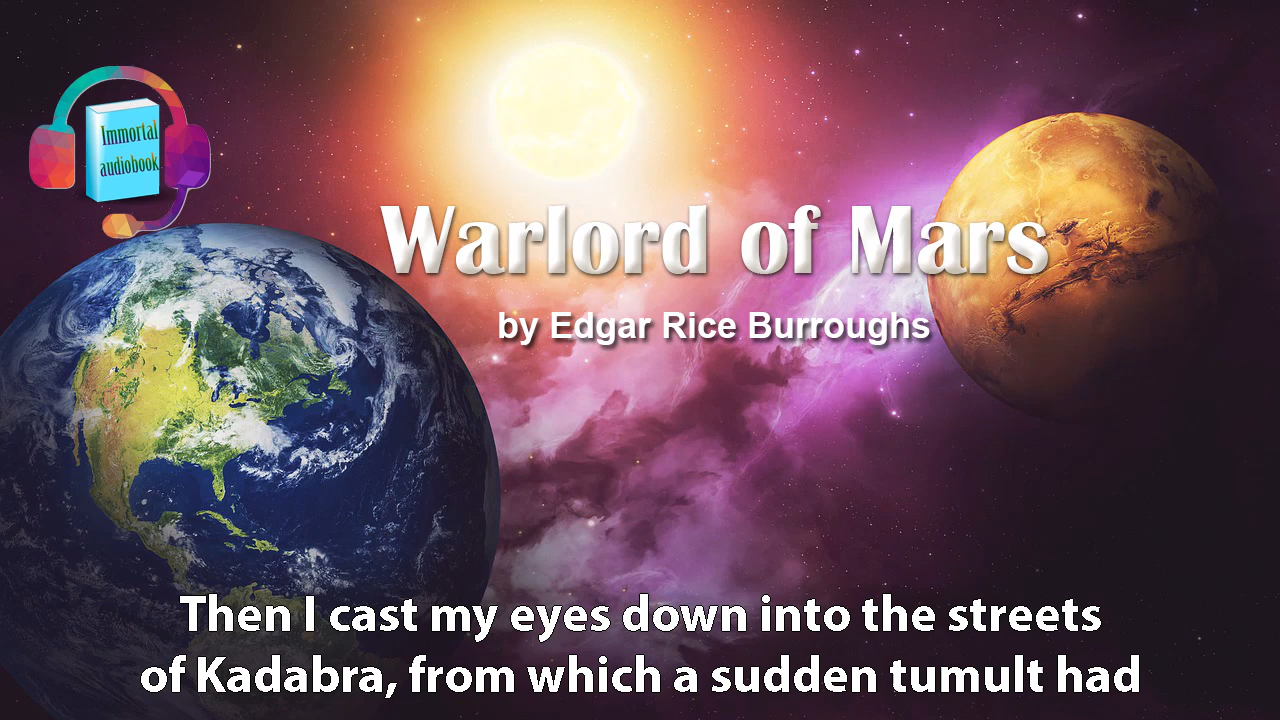 Immortal
audiobook
Warlord of Mars
by Edgar Rice Burroughs
Then I cast my eyes down into the streets
of Kadabra, from which a sudden tumult had